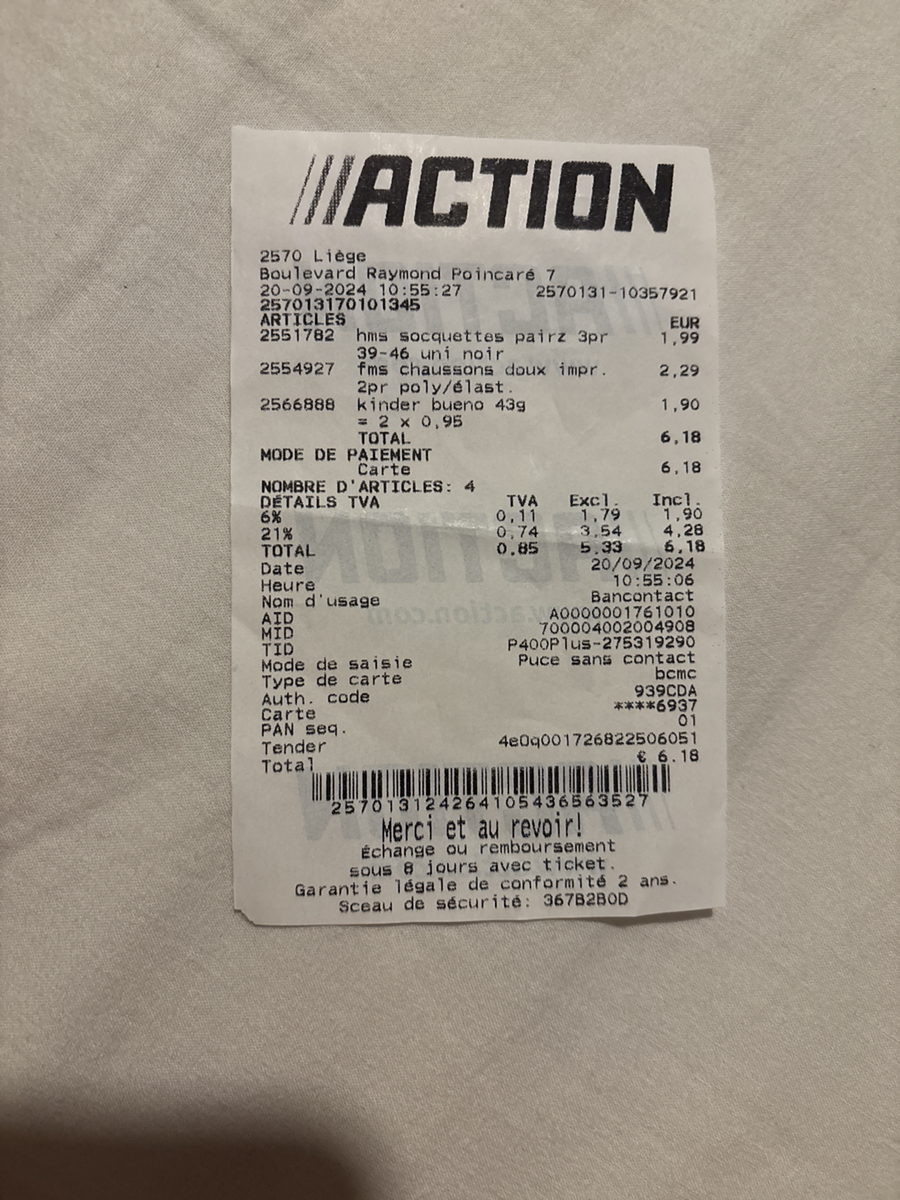 ///ACTION
2570 Liège
Boulevard Raymond Poincaré 7
20-09-2024 10:55:27 2570131-10357921
257013170101345
ARTICLES EUR
2551782 hms socquettes pairz 3pr 1,99
39-46 uni noir
2554927 fms chaussons doux impr. 2,29
2pr poly/élast.
2566888 kinder bueno 43g 1,90
= 2 x 0,95
TOTAL 6,18
MODE DE PAIEMENT
Carte 6,18
NOMBRE D'ARTICLES: 4
DÉTAILS TVA TVA Excl. Incl.
6% 0,11 1,79 1,90
21% 0,74 3,54 4,28
TOTAL 0,85 5,33 6,18
Date 20/09/2024
Heure 10:55:06
Nom d'usage Bancontact
AID A0000001761010
MID 700004002004908
TID P400Plus-275319290
Mode de saisie Puce sans contact
Type de carte bcmc
Auth. code 939CDA
Carte ****6937
PAN seq. 01
Tender 4e0q001726822506051
Total € 6.18
2570131242641054365635​27
Merci et au revoir!
Échange ou remboursement
sous 8 jours avec ticket.
Garantie légale de conformité 2 ans.
Sceau de sécurité: 367B2B0D